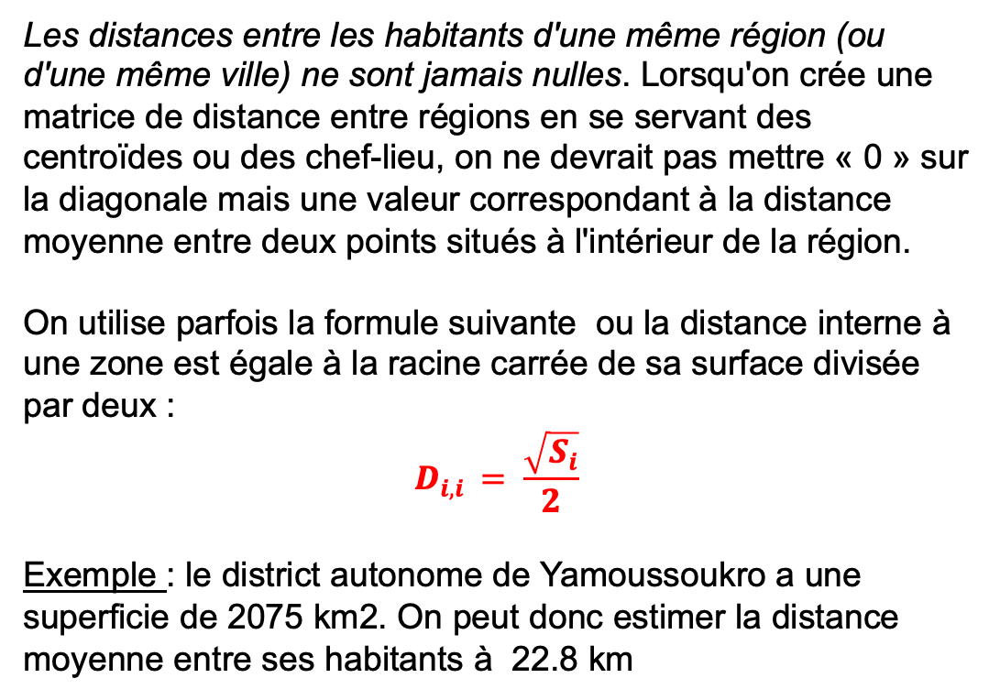 Les distances entre les habitants d'une même région (ou
d'une même ville) ne sont jamais nulles. Lorsqu'on crée une
matrice de distance entre régions en se servant des
centroïdes ou des chef-lieu, on ne devrait pas mettre « 0 » sur
la diagonale mais une valeur correspondant à la distance
moyenne entre deux points situés à l'intérieur de la région.
On utilise parfois la formule suivante  ou la distance interne à
une zone est égale à la racine carrée de sa surface divisée
par deux :
D_{i,i} = \frac{\sqrt{S_i}}{2}
Exemple : le district autonome de Yamoussoukro a une
superficie de 2075 km2. On peut donc estimer la distance
moyenne entre ses habitants à  22.8 km